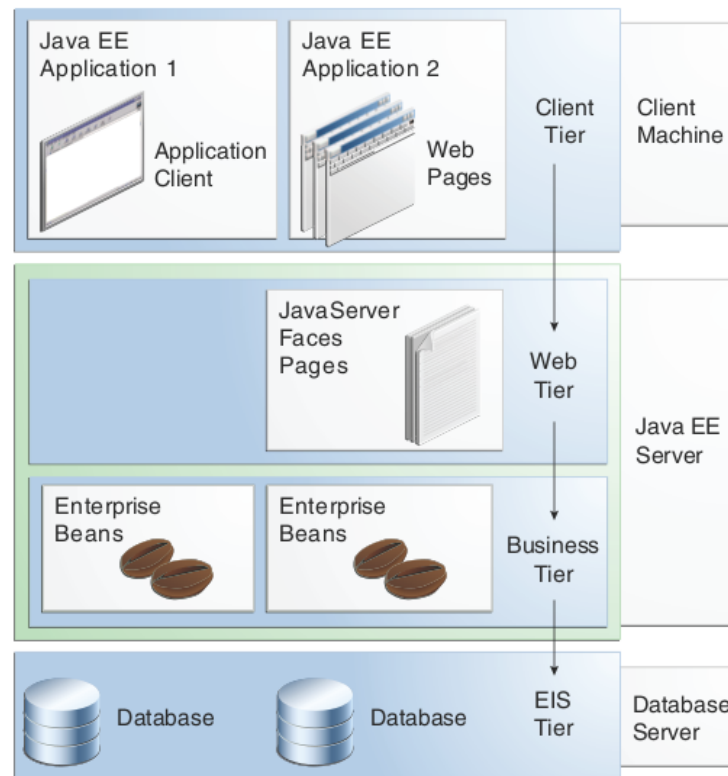 Java EE
Application 1
Application
Client
Java EE
Application 2
Web
Pages
Client
Tier
Client
Machine
JavaServer
Faces
Pages
Web
Tier
Java EE
Server
Enterprise
Beans
Enterprise
Beans
Business
Tier
Database
Database
EIS
Tier
Database
Server